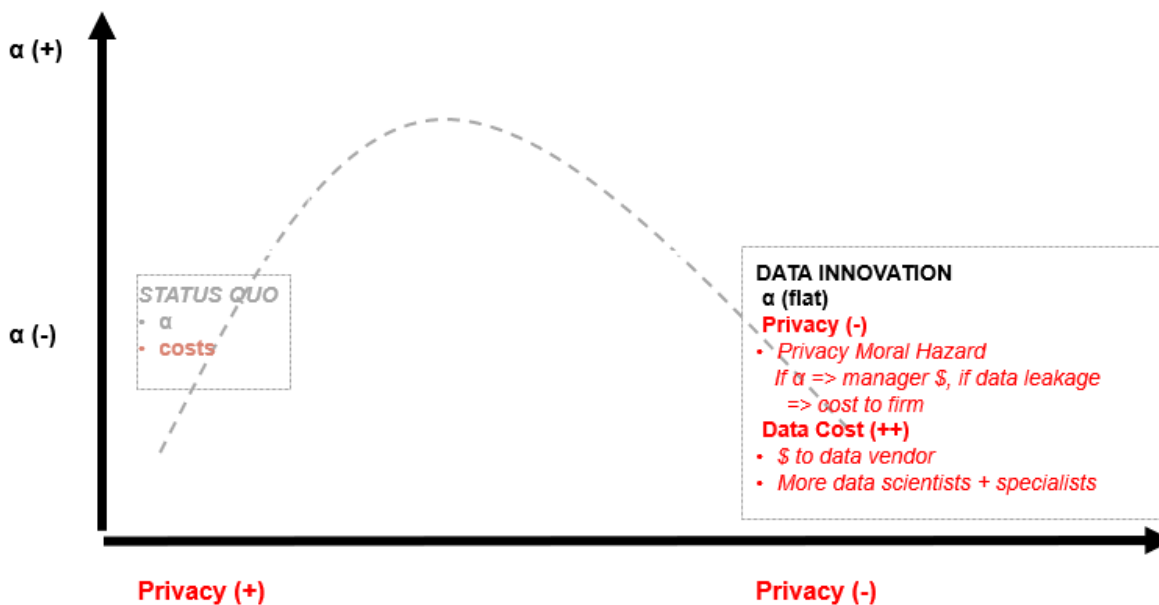 α (+)
STATUS QUO
• α
• costs
α (-)
DATA INNOVATION
α (flat)
Privacy (-)
• Privacy Moral Hazard
If α => manager $, if data leakage
=> cost to firm
Data Cost (++)
• $ to data vendor
• More data scientists + specialists
Privacy (+)
Privacy (-)